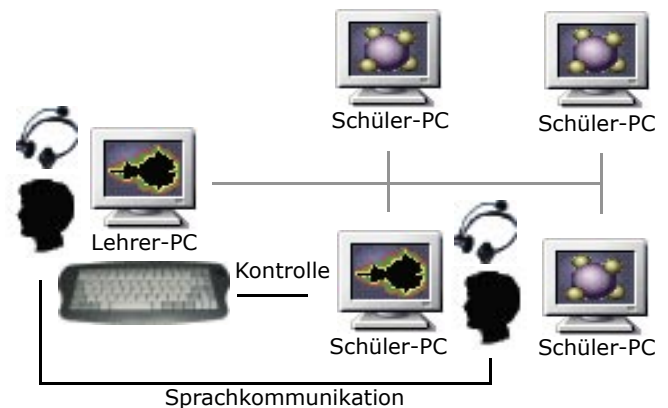 Schüler-PC
Schüler-PC
Lehrer-PC
Kontrolle
Schüler-PC
Schüler-PC
Sprachkommunikation